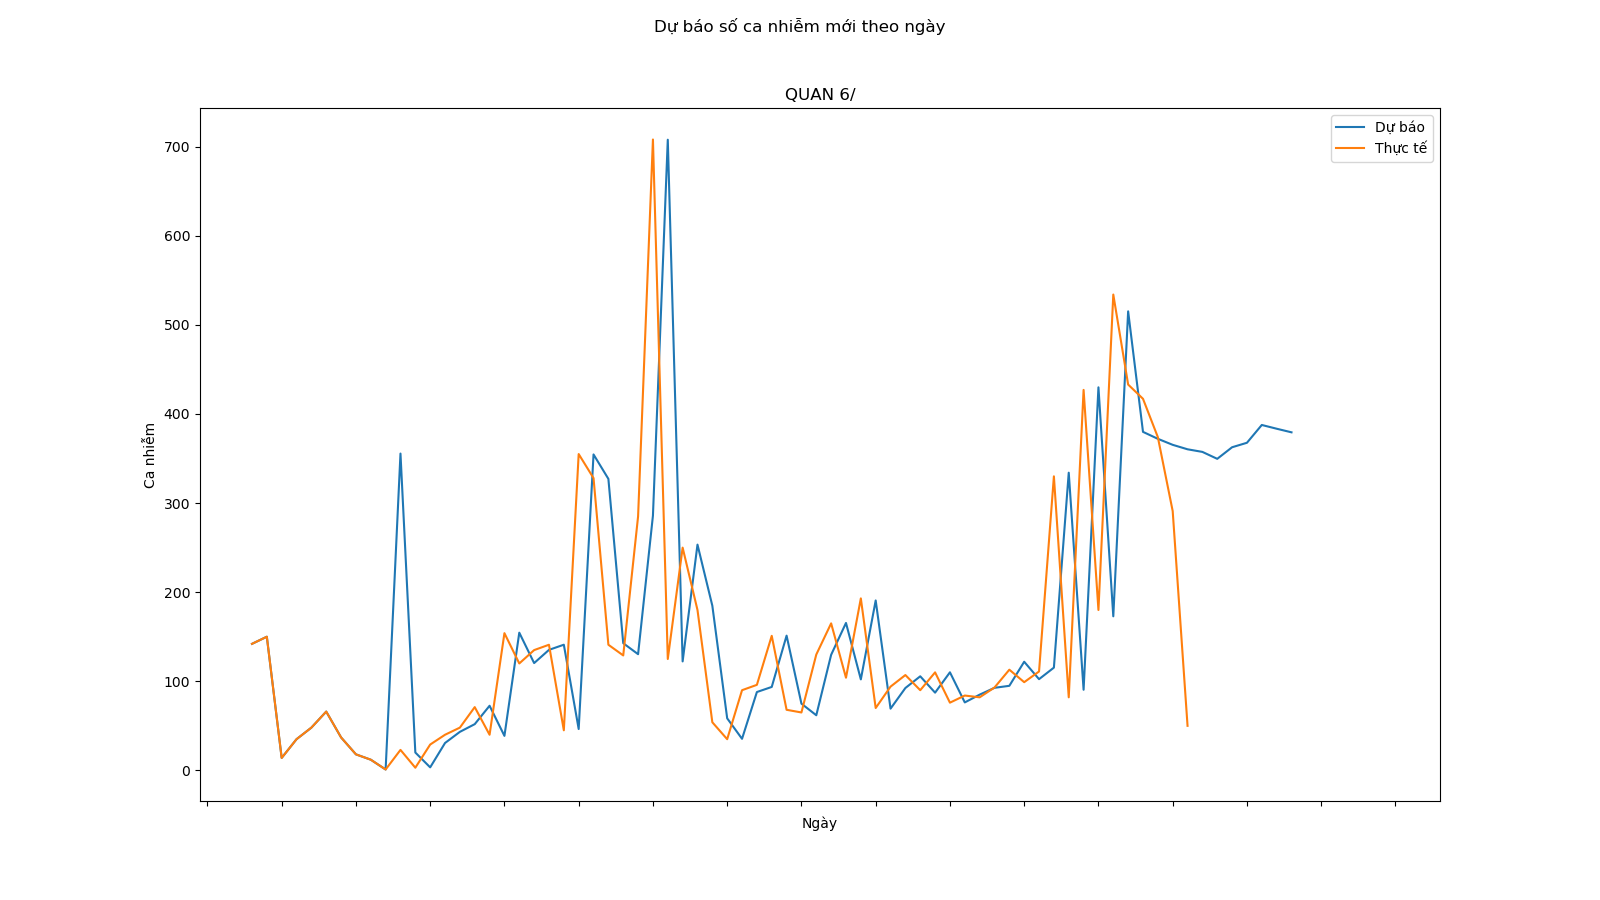 Dự báo số ca nhiễm mới theo ngày
QUAN 6/
Dự báo
Thực tế
700
600
500
400
300
200
100
0
Ca nhiễm
Ngày